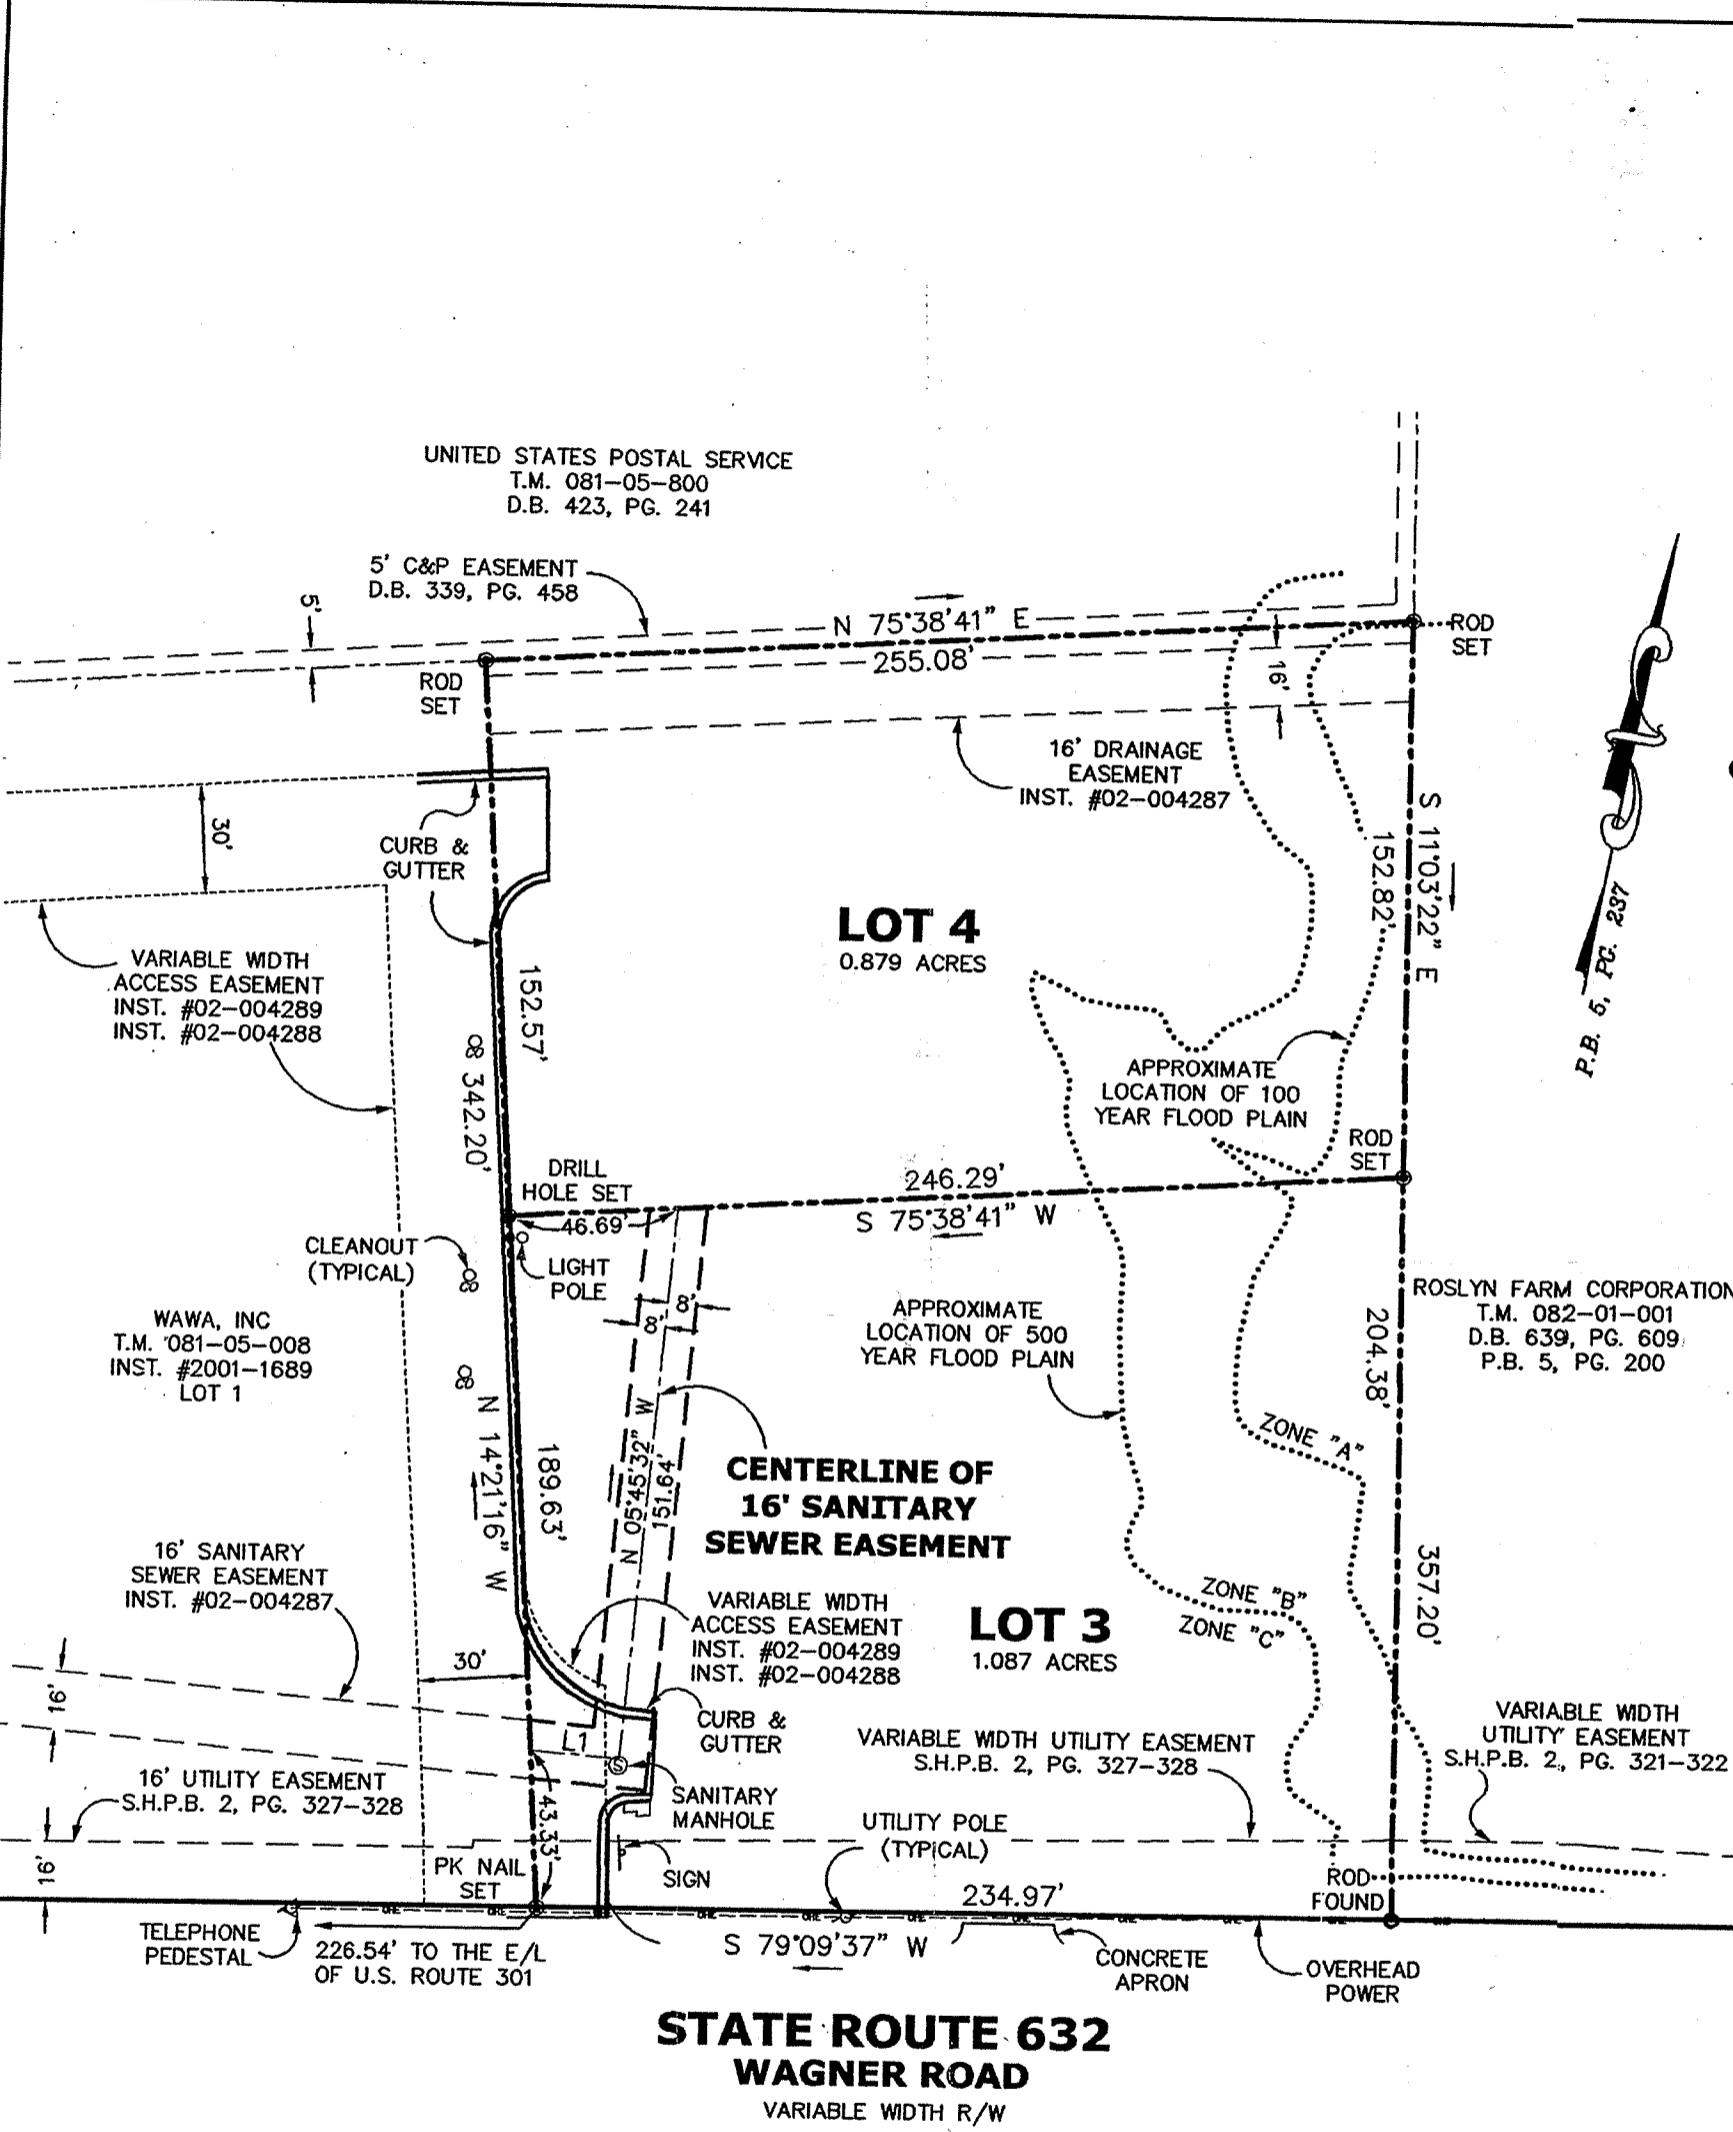 UNITED STATES POSTAL SERVICE
T.M. 081-05-800
D.B. 423, PG. 241
5' C&P EASEMENT
D.B. 339, PG. 458
5'
N 75°38'41" E
255.08'
ROD
SET
ROD
SET
16'
16' DRAINAGE
EASEMENT
INST. #02-004287
30'
CURB &
GUTTER
S 11°03'22" E
152.82'
P.B. 5, PG. 237
LOT 4
0.879 ACRES
VARIABLE WIDTH
ACCESS EASEMENT
INST. #02-004289
INST. #02-004288
152.57'
342.20'
APPROXIMATE
LOCATION OF 100
YEAR FLOOD PLAIN
ROD
SET
DRILL
HOLE SET
246.29'
S 75°38'41" W
46.69'
CLEANOUT
(TYPICAL)
LIGHT
POLE
8'
8'
APPROXIMATE
LOCATION OF 500
YEAR FLOOD PLAIN
ROSLYN FARM CORPORATION
T.M. 082-01-001
D.B. 639, PG. 609
P.B. 5, PG. 200
204.38'
WAWA, INC
T.M. 081-05-008
INST. #2001-1689
LOT 1
N 14°21'16" W
189.63'
N 05°45'32" W
151.64'
ZONE "A"
CENTERLINE OF
16' SANITARY
SEWER EASEMENT
357.20'
16' SANITARY
SEWER EASEMENT
INST. #02-004287
VARIABLE WIDTH
ACCESS EASEMENT
INST. #02-004289
INST. #02-004288
ZONE "B"
ZONE "C"
LOT 3
1.087 ACRES
30'
16'
L1
CURB &
GUTTER
VARIABLE WIDTH UTILITY EASEMENT
S.H.P.B. 2, PG. 327-328
VARIABLE WIDTH
UTILITY EASEMENT
S.H.P.B. 2, PG. 321-322
16' UTILITY EASEMENT
S.H.P.B. 2, PG. 327-328
S
SANITARY
MANHOLE
43.33'
UTILITY POLE
(TYPICAL)
16'
PK NAIL
SET
SIGN
234.97'
ROD
FOUND
OHE OHE OHE OHE OHE OHE OHE OHE
TELEPHONE
PEDESTAL
226.54' TO THE E/L
OF U.S. ROUTE 301
S 79°09'37" W
CONCRETE
APRON
OVERHEAD
POWER
STATE ROUTE 632
WAGNER ROAD
VARIABLE WIDTH R/W